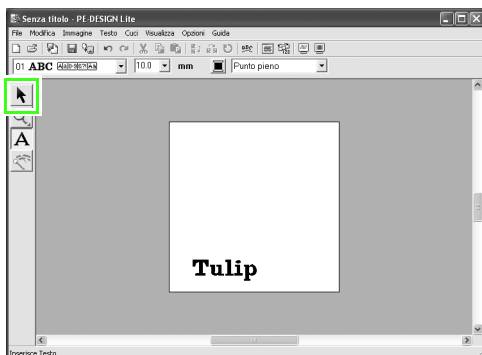 Senza titolo - PE-DESIGN Lite
File Modifica Immagine Testo Cuci Visualizza Opzioni Guida
abc
01 ABC 10.0 mm Punto pieno
A
Tulip
Inserisce Testo